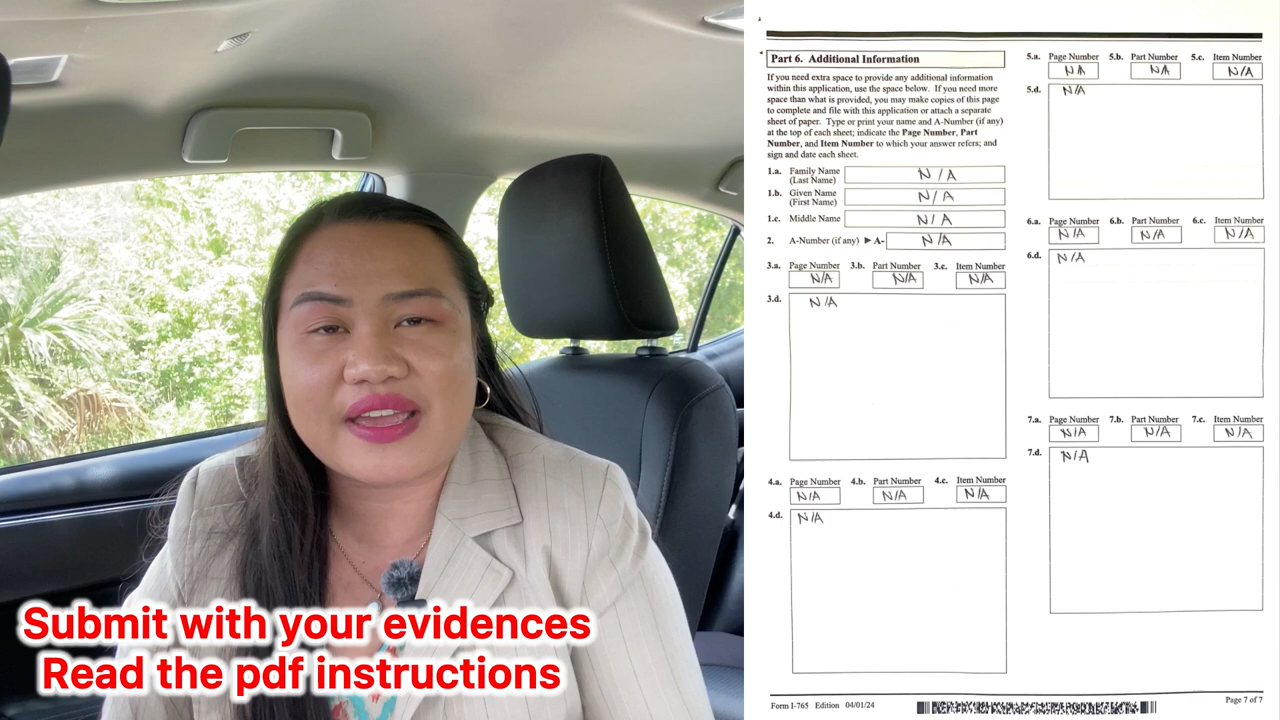 Submit with your evidences
Read the pdf instructions
Part 6. Additional Information
If you need extra space to provide any additional information
within this application, use the space below. If you need more
space than what is provided, you may make copies of this page
to complete and file with this application or attach a separate
sheet of paper. Type or print your name and A-Number (if any)
at the top of each sheet; indicate the Page Number, Part
Number, and Item Number to which your answer refers; and
sign and date each sheet.
1.a. Family Name
(Last Name) N/A
1.b. Given Name
(First Name) N/A
1.c. Middle Name N/A
2. A-Number (if any) ► A- N/A
3.a. Page Number 3.b. Part Number 3.c. Item Number
N/A N/A N/A
3.d. N/A
4.a. Page Number 4.b. Part Number 4.c. Item Number
N/A N/A N/A
4.d. N/A
5.a. Page Number 5.b. Part Number 5.c. Item Number
NA NA N/A
5.d. N/A
6.a. Page Number 6.b. Part Number 6.c. Item Number
N/A N/A N/A
6.d. N/A
7.a. Page Number 7.b. Part Number 7.c. Item Number
N/A N/A N/A
7.d. N/A
Form I-765 Edition 04/01/24
Page 7 of 7